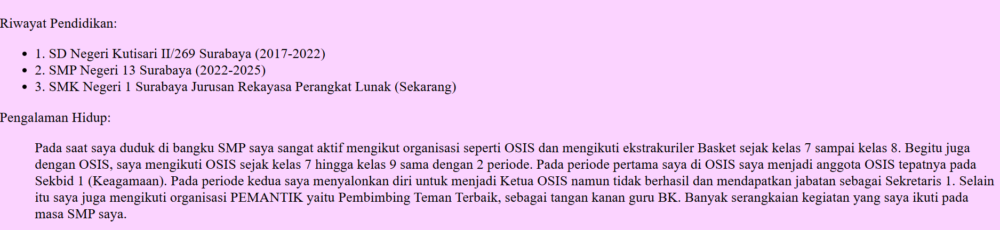 Riwayat Pendidikan:
• 1. SD Negeri Kutisari II/269 Surabaya (2017-2022)
• 2. SMP Negeri 13 Surabaya (2022-2025)
• 3. SMK Negeri 1 Surabaya Jurusan Rekayasa Perangkat Lunak (Sekarang)
Pengalaman Hidup:
Pada saat saya duduk di bangku SMP saya sangat aktif mengikut organisasi seperti OSIS dan mengikuti ekstrakuriler Basket sejak kelas 7 sampai kelas 8. Begitu juga
dengan OSIS, saya mengikuti OSIS sejak kelas 7 hingga kelas 9 sama dengan 2 periode. Pada periode pertama saya di OSIS saya menjadi anggota OSIS tepatnya pada
Sekbid 1 (Keagamaan). Pada periode kedua saya menyalonkan diri untuk menjadi Ketua OSIS namun tidak berhasil dan mendapatkan jabatan sebagai Sekretaris 1. Selain
itu saya juga mengikuti organisasi PEMANTIK yaitu Pembimbing Teman Terbaik, sebagai tangan kanan guru BK. Banyak serangkaian kegiatan yang saya ikuti pada
masa SMP saya.